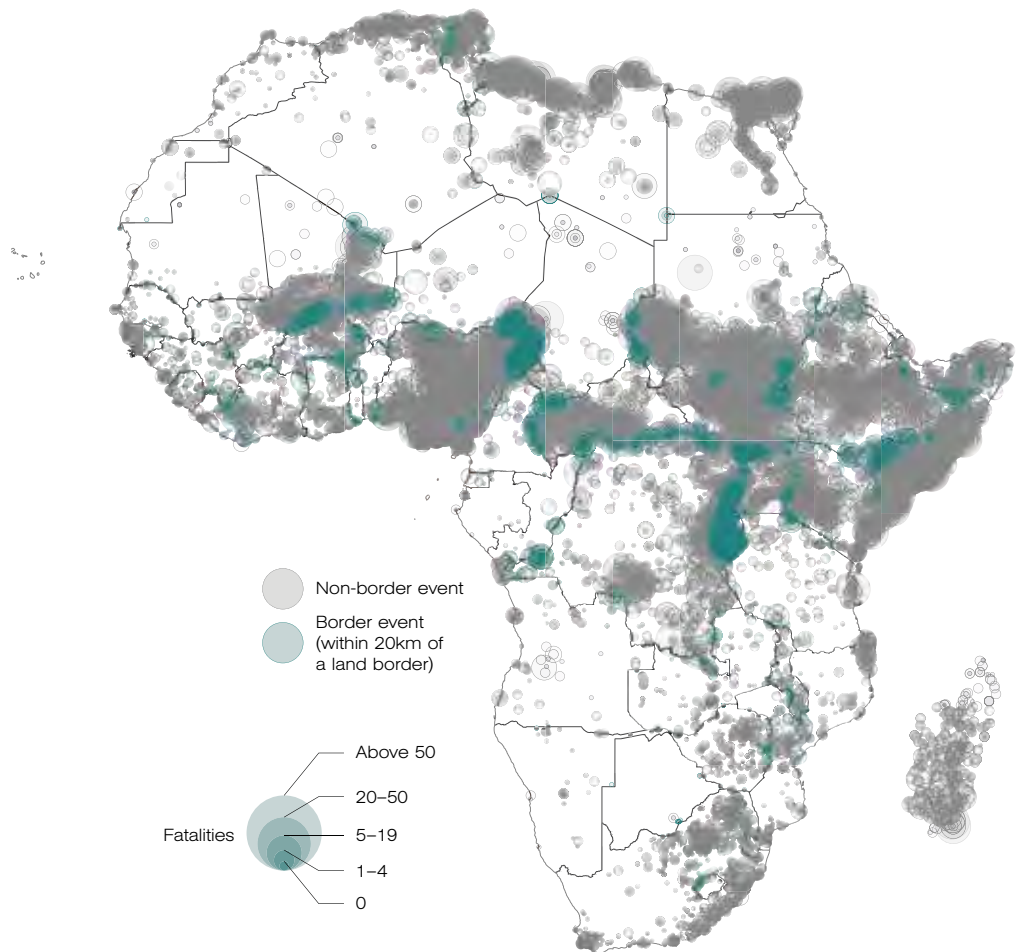 Non-border event
Border event
(within 20km of
a land border)
Above 50
20–50
Fatalities
5–19
1–4
0